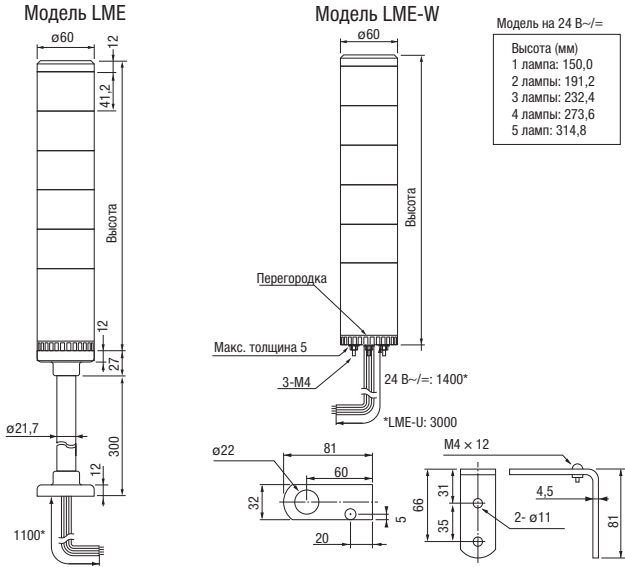 Модель LME
ø60
12
41,2
Высота
12
27
ø21,7
300
12
1100*
Модель LME-W
ø60
Высота
Перегородка
Макс. толщина 5
3-M4
24 В~/=: 1400*
*LME-U: 3000
Модель на 24 В~/=
Высота (мм)
1 лампа: 150,0
2 лампы: 191,2
3 лампы: 232,4
4 лампы: 273,6
5 ламп: 314,8
ø22
81
60
32
5
20
M4 × 12
66
31
35
4,5
2- ø11
81